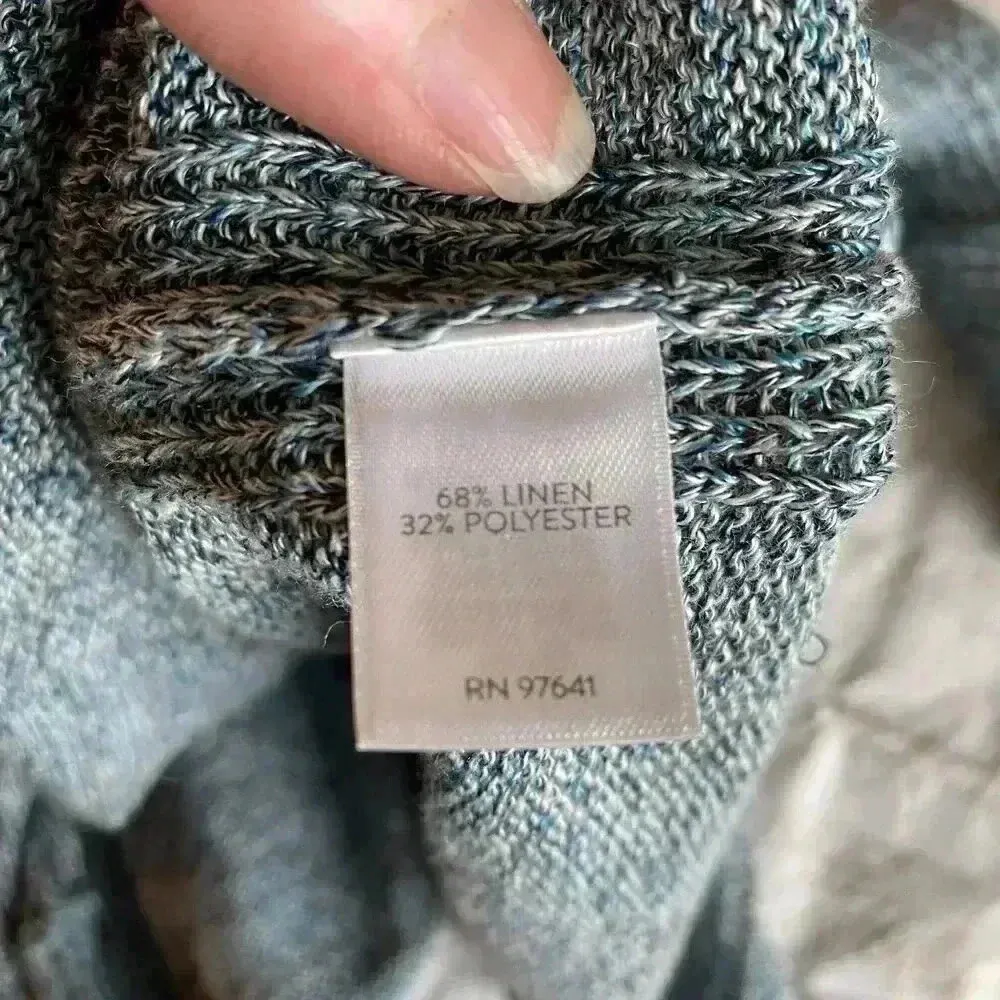 68% LINEN
32% POLYESTER
RN 97641